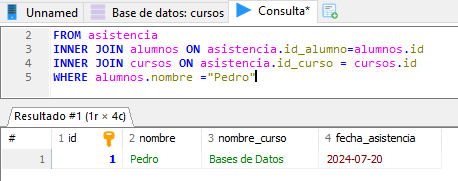 Unnamed Base de datos: cursos Consulta*
2 FROM asistencia
3 INNER JOIN alumnos ON asistencia.id_alumno=alumnos.id
4 INNER JOIN cursos ON asistencia.id_curso = cursos.id
5 WHERE alumnos.nombre ="Pedro"
Resultado #1 (1r × 4c)
# 1 id 2 nombre 3 nombre_curso 4 fecha_asistencia
1 1 Pedro Bases de Datos 2024-07-20